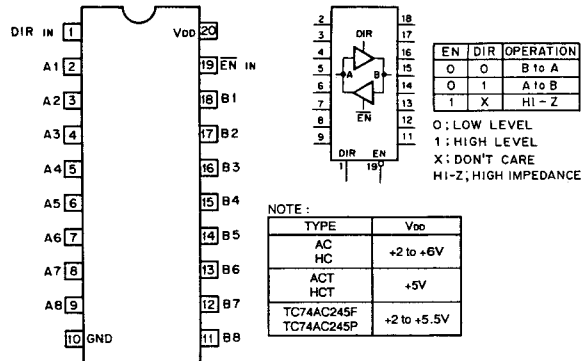 DIR IN 1
VDD 20
A1 2
19 EN IN
A2 3
18 B1
A3 4
17 B2
A4 5
16 B3
A5 6
15 B4
A6 7
14 B5
A7 8
13 B6
A8 9
12 B7
10 GND
11 B8
2 18
3 17
4 16
5 15
6 14
7 13
8 12
9 11
DIR
A B
EN
DIR EN
1 19
EN DIR OPERATION
0 0 B to A
0 1 A to B
1 X HI-Z
0; LOW LEVEL
1; HIGH LEVEL
X; DON'T CARE
HI-Z; HIGH IMPEDANCE
NOTE:
TYPE VDD
AC
HC
+2 to +6V
ACT
HCT
+5V
TC74AC245F
TC74AC245P
+2 to +5.5V